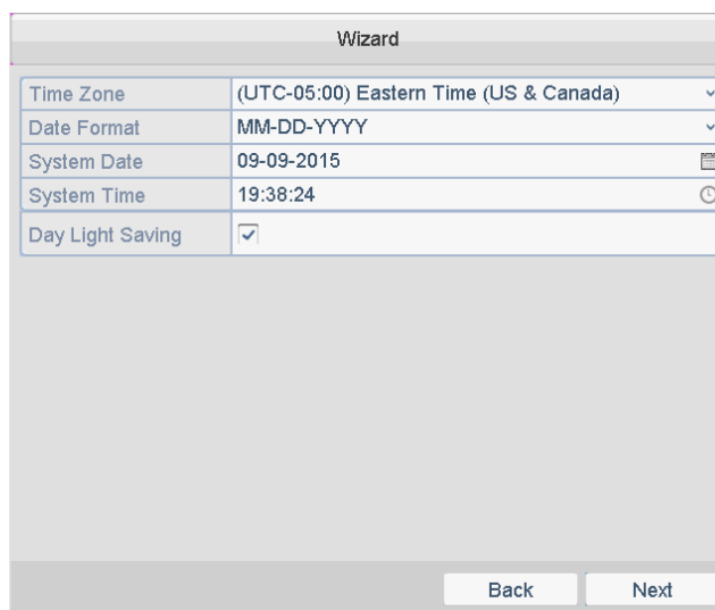 Wizard
Time Zone (UTC-05:00) Eastern Time (US & Canada)
Date Format MM-DD-YYYY
System Date 09-09-2015
System Time 19:38:24
Day Light Saving
Back Next